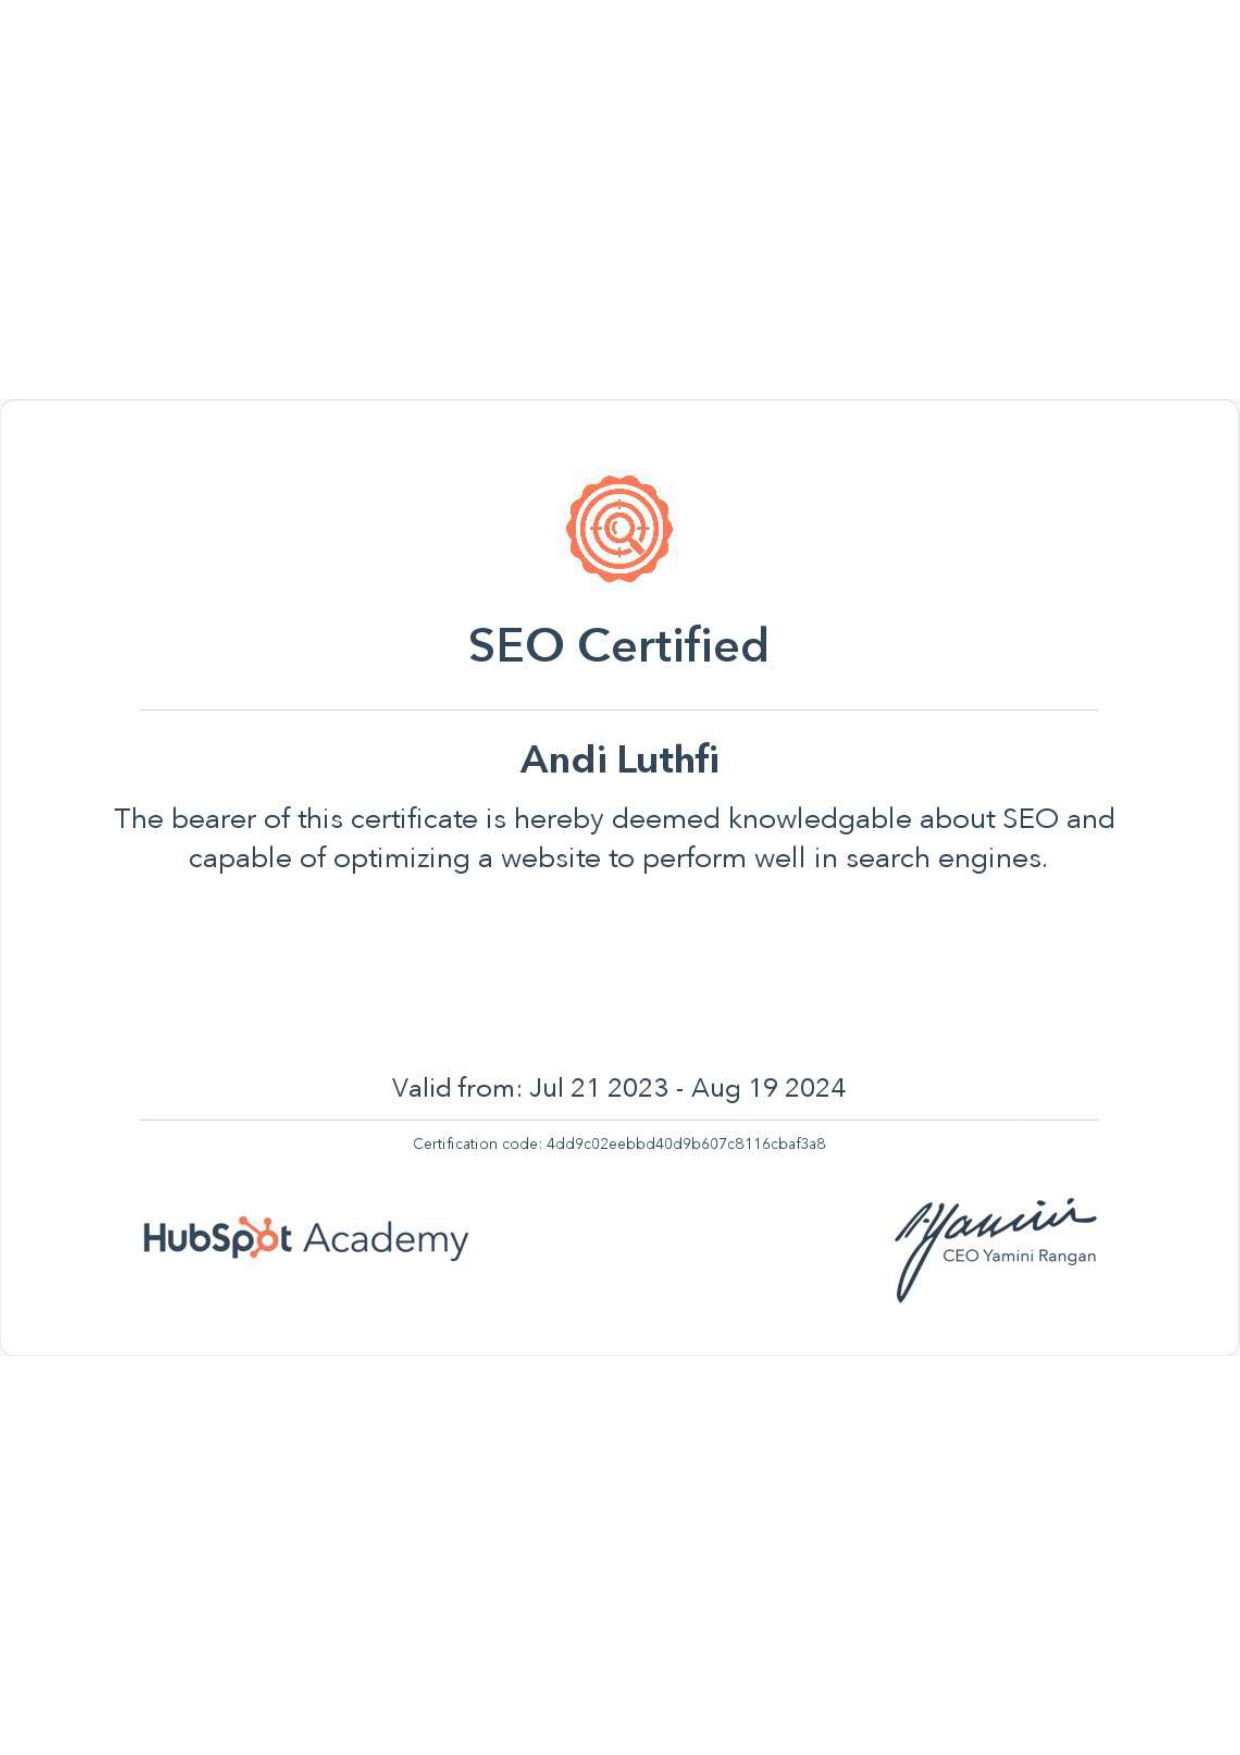 SEO Certified
Andi Luthfi
The bearer of this certificate is hereby deemed knowledgable about SEO and
capable of optimizing a website to perform well in search engines.
Valid from: Jul 21 2023 - Aug 19 2024
Certification code: 4dd9c02eebbd40d9b607c8116cbaf3a8
HubSpot Academy
CEO Yamini Rangan